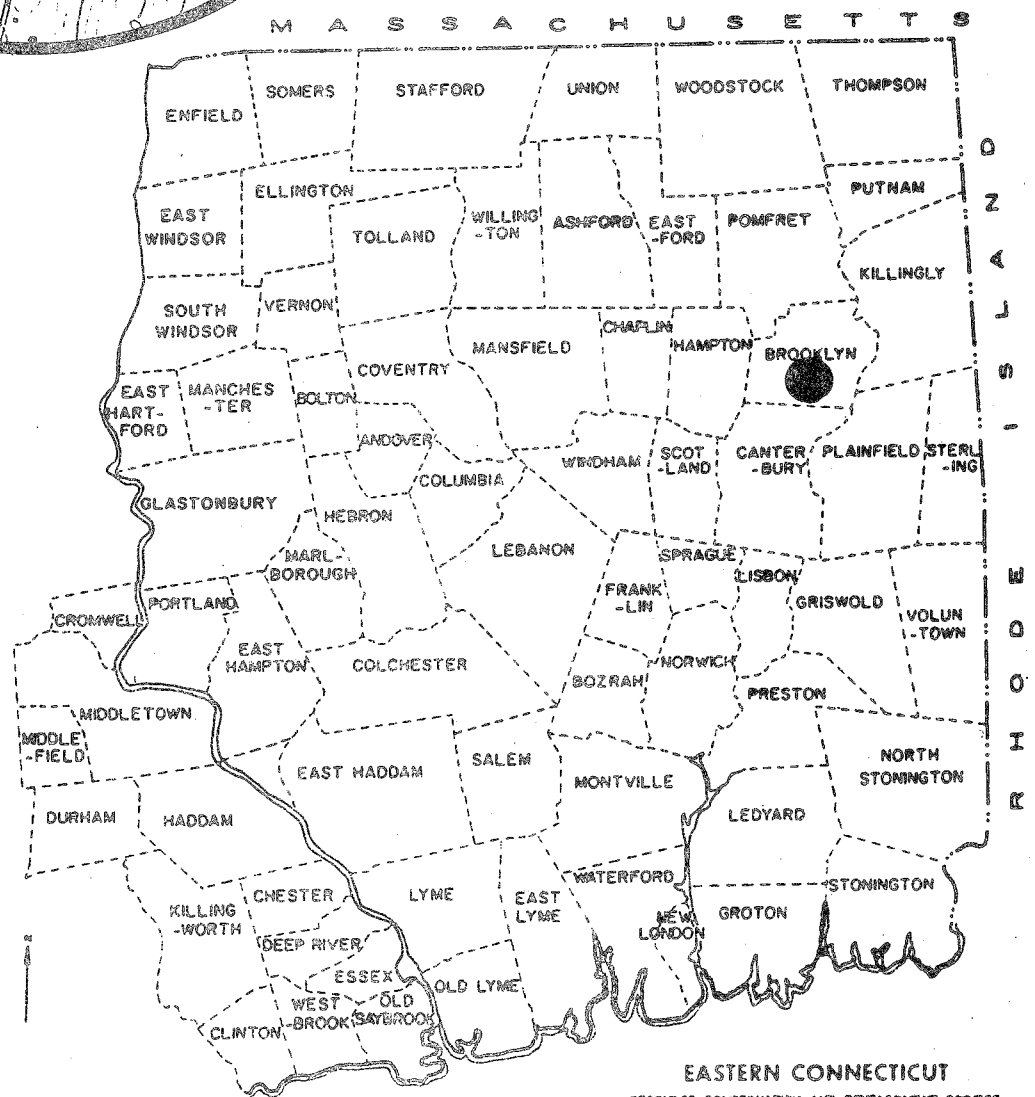 MASSACHUSETTS
ENFIELD
SOMERS
STAFFORD
UNION
WOODSTOCK
THOMPSON
EAST
WINDSOR
ELLINGTON
TOLLAND
WILLING
-TON
ASHFORD
EAST
-FORD
POMFRET
PUTNAM
KILLINGLY
SOUTH
WINDSOR
VERNON
COVENTRY
MANSFIELD
CHAPLIN
HAMPTON
BROOKLYN
EAST
HART-
FORD
MANCHES
-TER
BOLTON
ANDOVER
COLUMBIA
WINDHAM
SCOT
-LAND
CANTER
-BURY
PLAINFIELD
STERL
-ING
GLASTONBURY
HEBRON
MARL-
BOROUGH
LEBANON
FRANK
-LIN
SPRAGUE
LISBON
GRISWOLD
VOLUN
-TOWN
CROMWELL
PORTLAND
EAST
HAMPTON
COLCHESTER
BOZRAH
NORWICH
PRESTON
MIDDLETOWN
MIDDLE
-FIELD
EAST HADDAM
SALEM
MONTVILLE
LEDYARD
NORTH
STONINGTON
DURHAM
HADDAM
KILLING
-WORTH
CHESTER
DEEP RIVER
ESSEX
LYME
EAST
LYME
WATERFORD
NEW
LONDON
GROTON
STONINGTON
CLINTON
WEST
-BROOK
OLD
SAYBROOK
OLD LYME
RHODE ISLAND
EASTERN CONNECTICUT